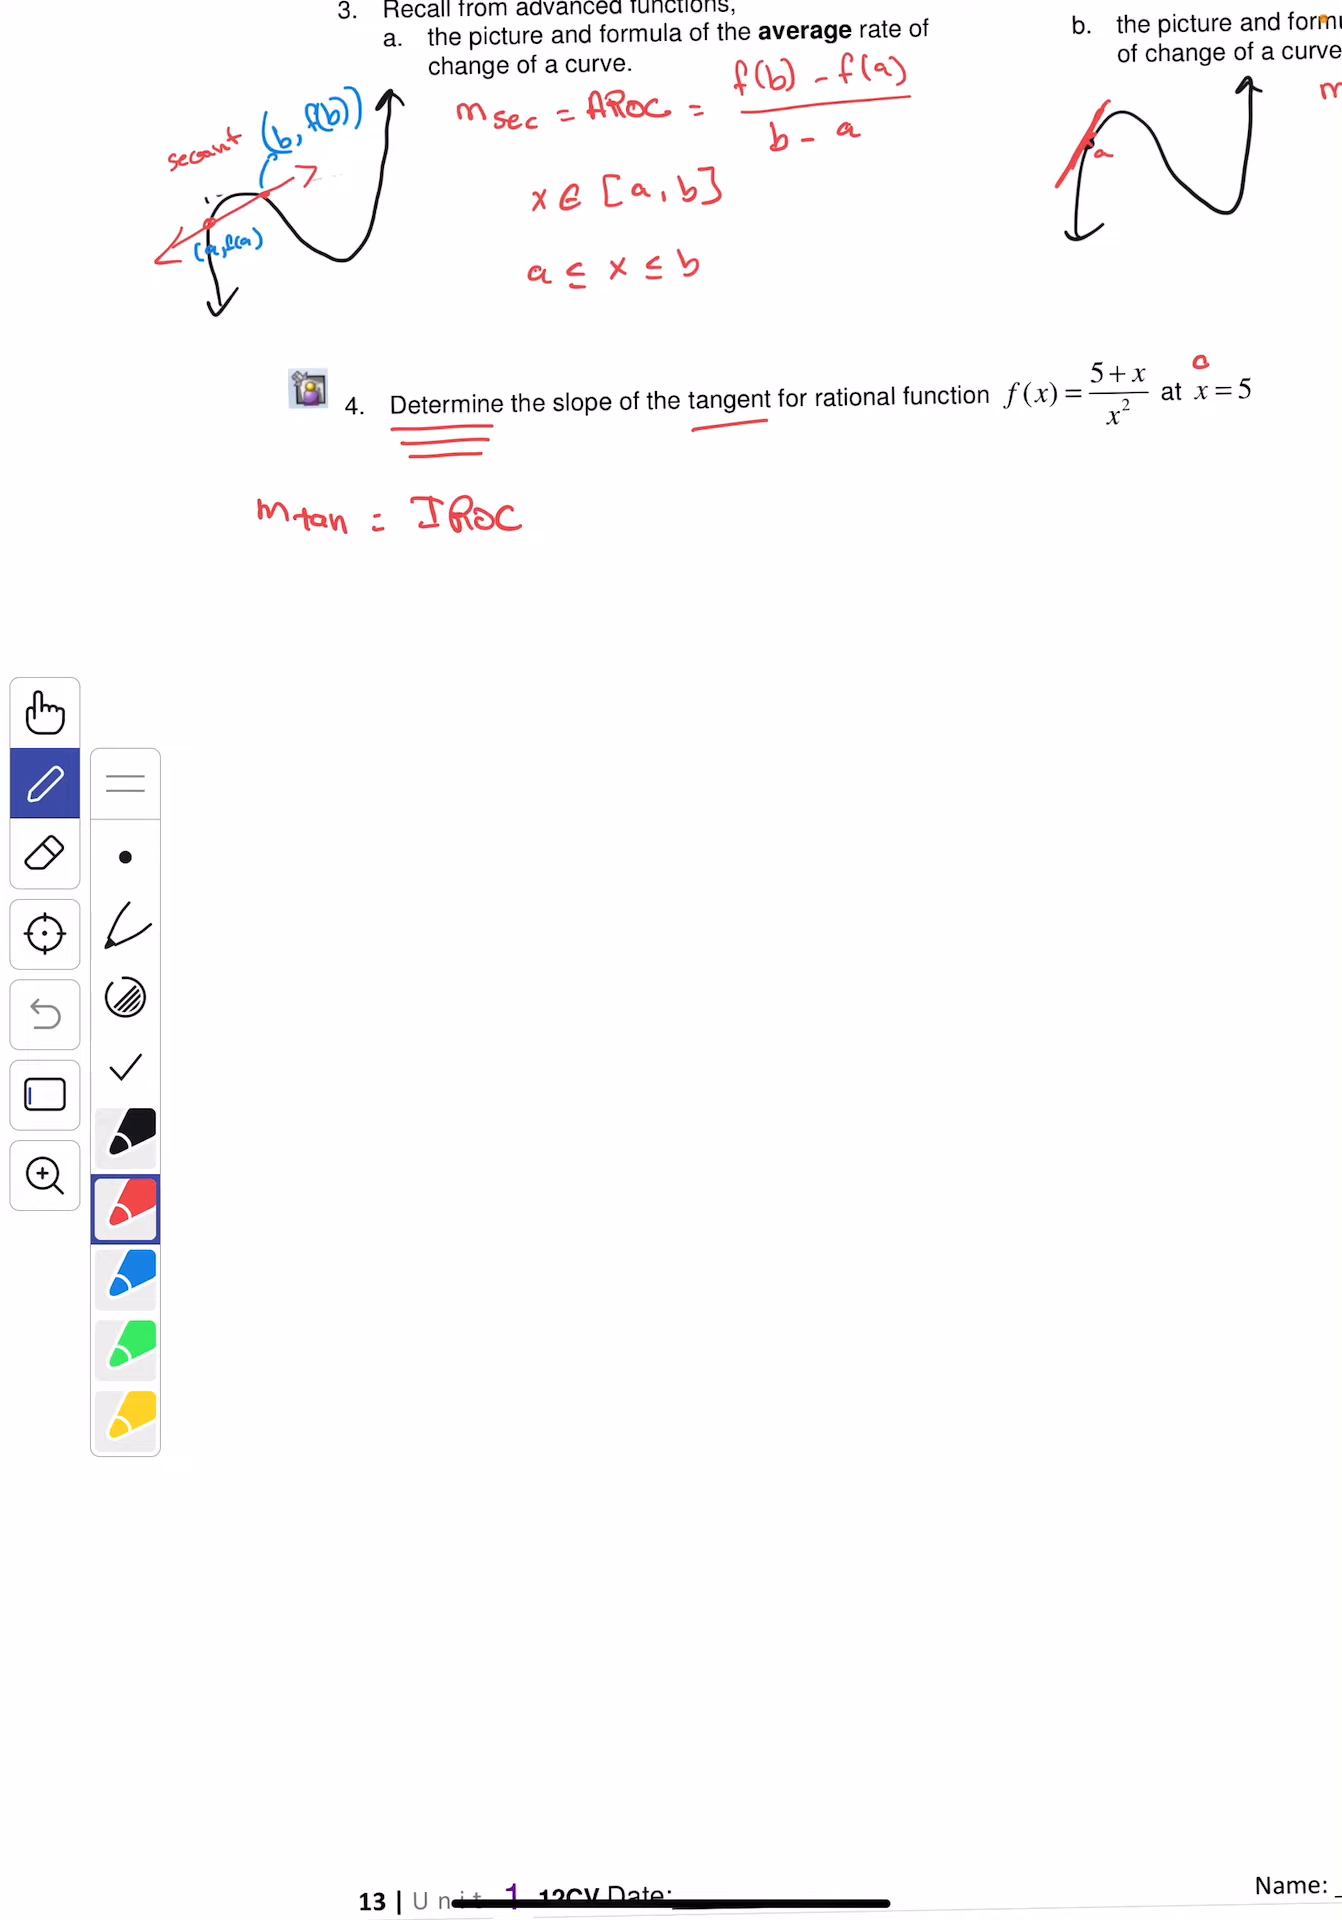 3. Recall from advanced functions,
a. the picture and formula of the average rate of
change of a curve.
m sec = AROC = f(b) - f(a) / b - a
secant (b, f(b))
(a, f(a))
x ∈ [a, b]
a ≤ x ≤ b
b. the picture and form
of change of a curve
m
a
4. Determine the slope of the tangent for rational function f(x) = 5+x / x² at x = 5
a
m tan = IROC
13 | Unit 1 12CV Date:
Name: _